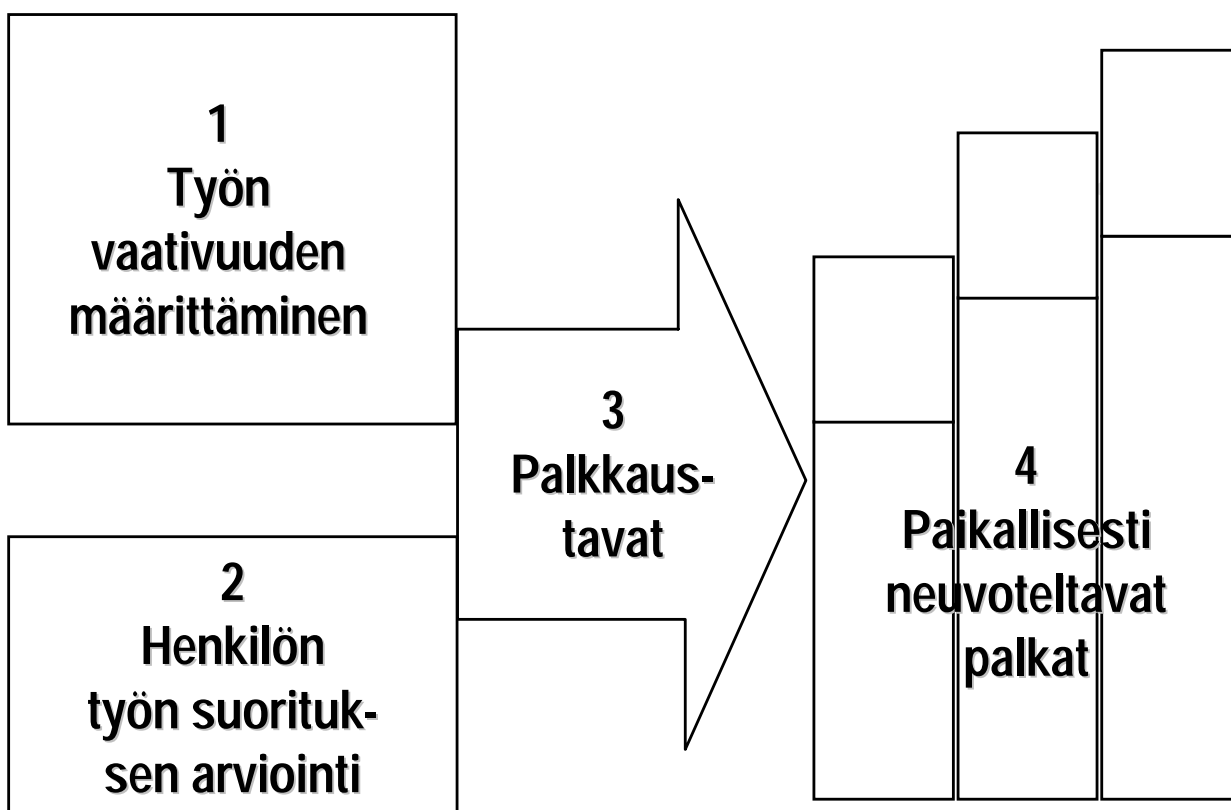 1
Työn
vaativuuden
määrittäminen
2
Henkilön
työn suorituk-
sen arviointi
3
Palkkaus-
tavat
4
Paikallisesti
neuvoteltavat
palkat